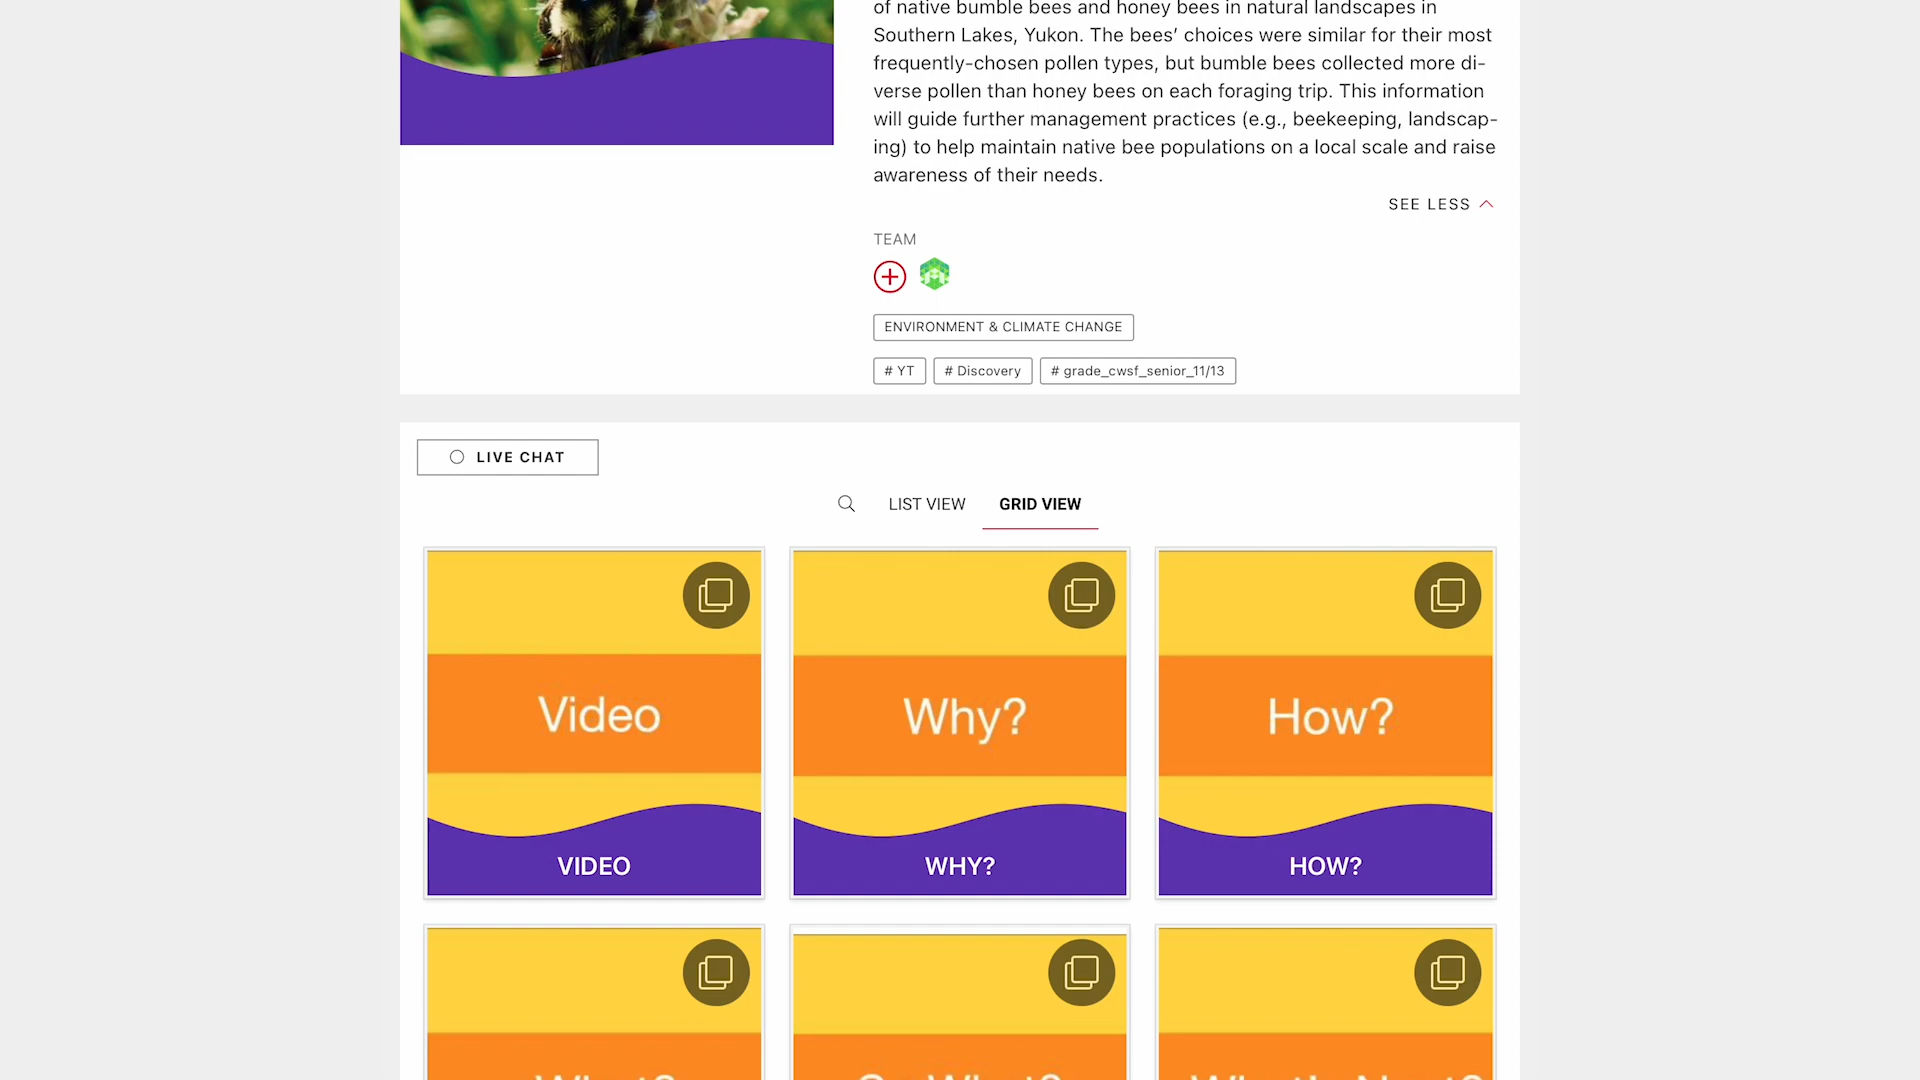 of native bumble bees and honey bees in natural landscapes in
Southern Lakes, Yukon. The bees’ choices were similar for their most
frequently-chosen pollen types, but bumble bees collected more di-
verse pollen than honey bees on each foraging trip. This information
will guide further management practices (e.g., beekeeping, landscap-
ing) to help maintain native bee populations on a local scale and raise
awareness of their needs.
SEE LESS
TEAM
ENVIRONMENT & CLIMATE CHANGE
# YT # Discovery # grade_cwsf_senior_11/13
LIVE CHAT
LIST VIEW GRID VIEW
Video Why? How?
VIDEO WHY? HOW?